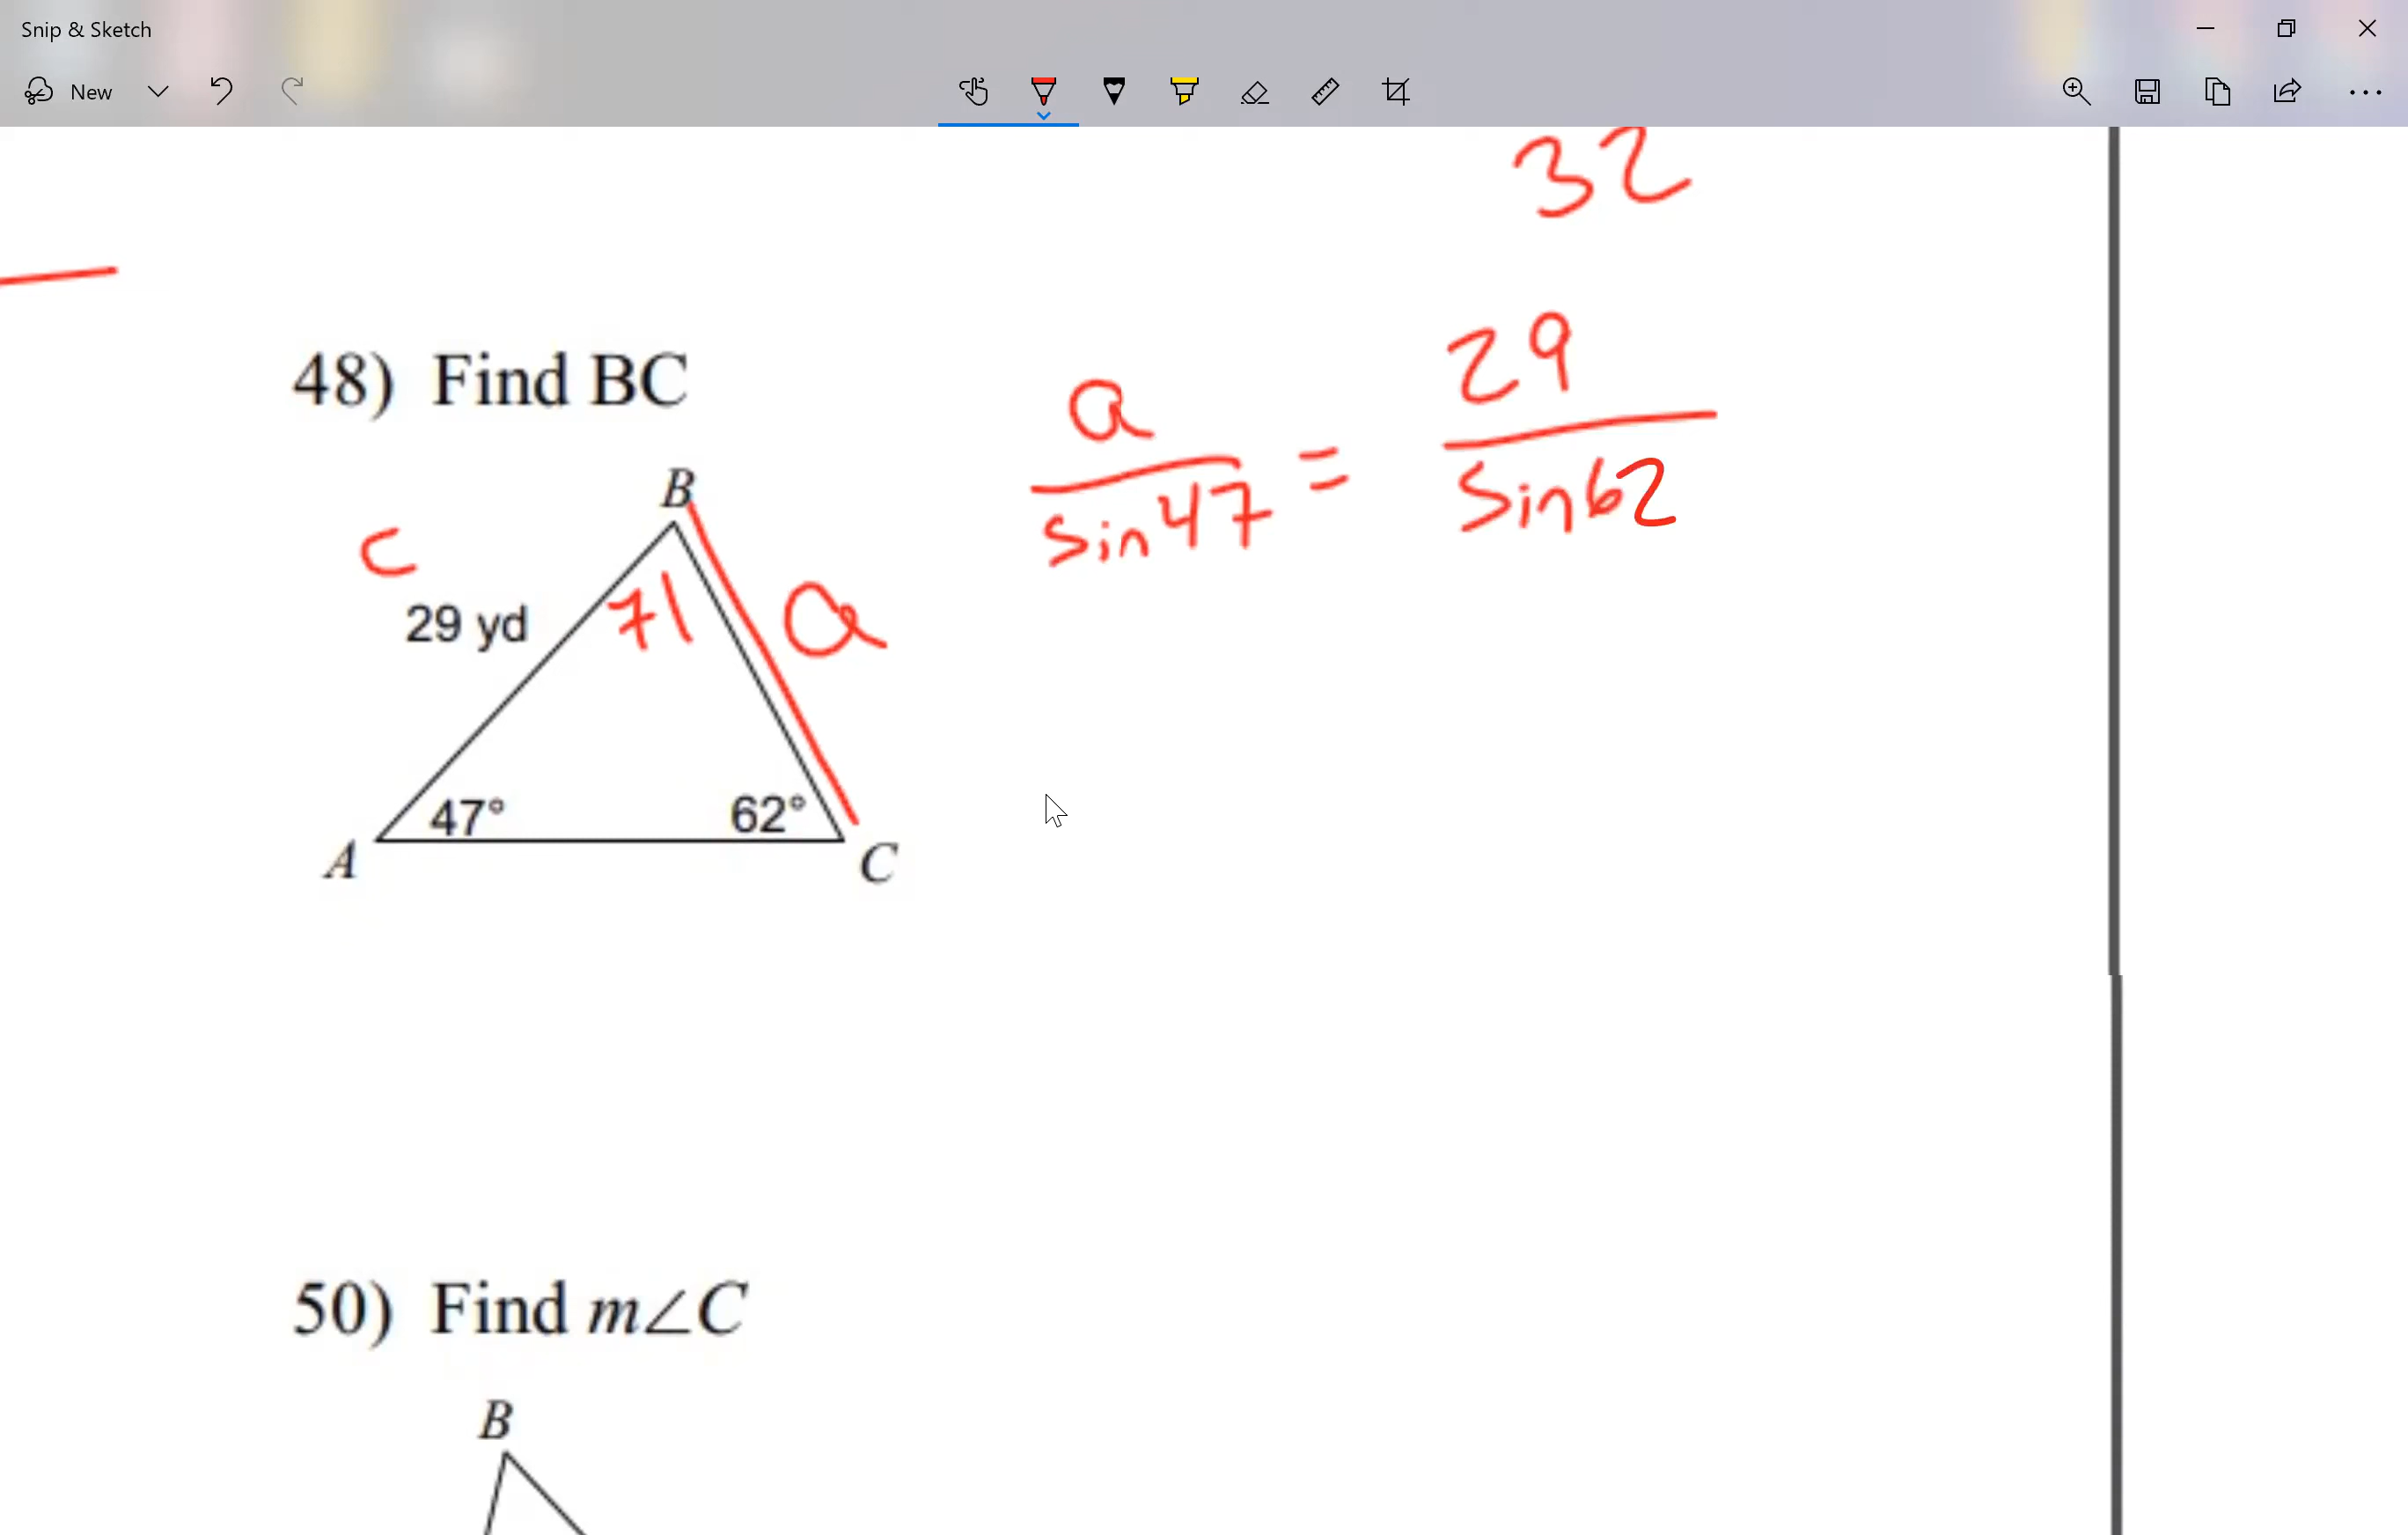 Snip & Sketch
New
32
48) Find BC
a/sin47 = 29/sin62
B
c
29 yd
71
a
47°
62°
A
C
50) Find m∠C
B